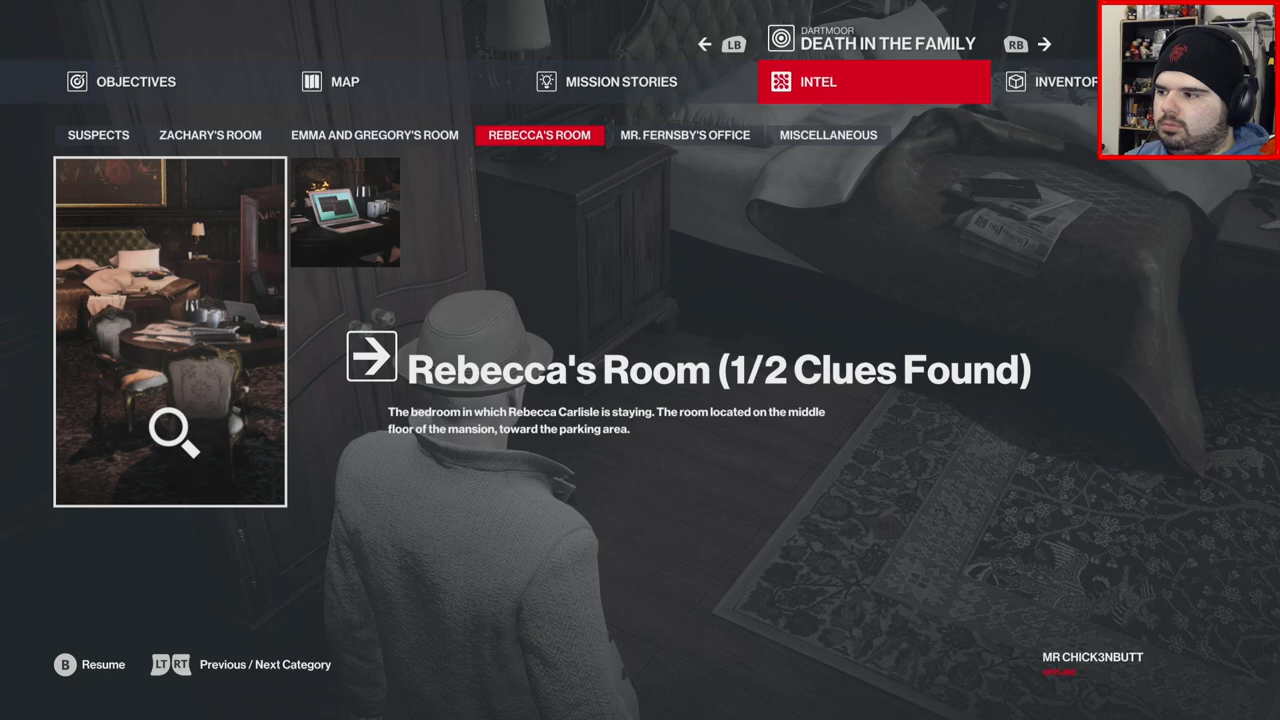 LB
DARTMOOR
DEATH IN THE FAMILY
RB
OBJECTIVES
MAP
MISSION STORIES
INTEL
INVENTOR
SUSPECTS
ZACHARY'S ROOM
EMMA AND GREGORY'S ROOM
REBECCA'S ROOM
MR. FERNSBY'S OFFICE
MISCELLANEOUS
Rebecca's Room (1/2 Clues Found)
The bedroom in which Rebecca Carlisle is staying. The room located on the middle
floor of the mansion, toward the parking area.
B Resume
LT RT Previous / Next Category
MR CHICK3NBUTT